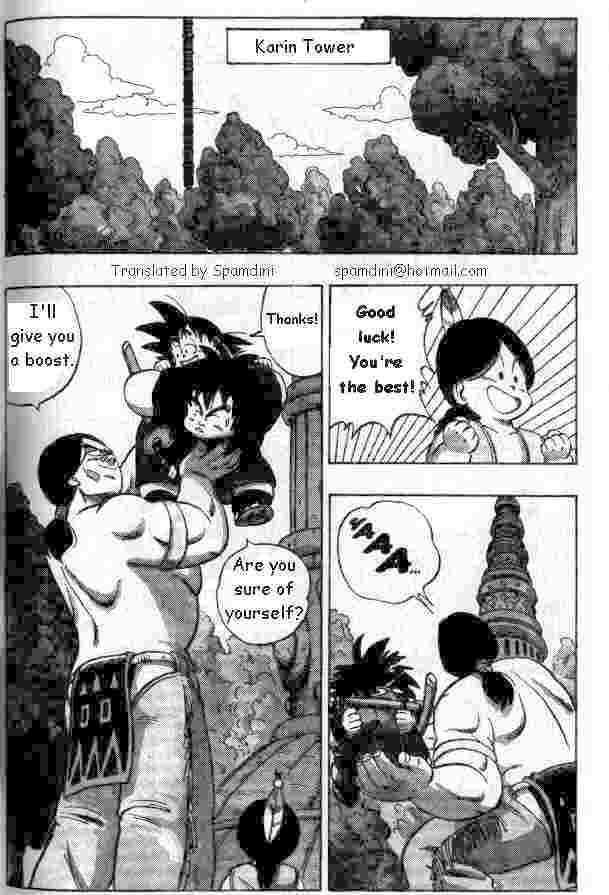 Karin Tower
Translated by Spamdini spamdini@hotmail.com
I'll
give you
a boost.
Thanks!
Are you
sure of
yourself?
Good
luck!
You're
the best!
YAAA...